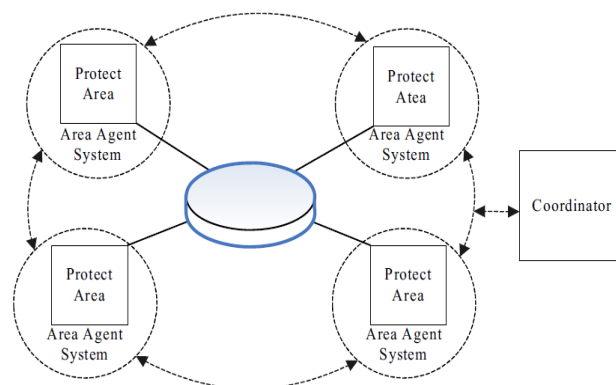 Protect
Area
Area Agent
System
Protect
Atea
Area Agent
System
Coordinator
Protect
Area
Area Agent
System
Protect
Area
Area Agent
System